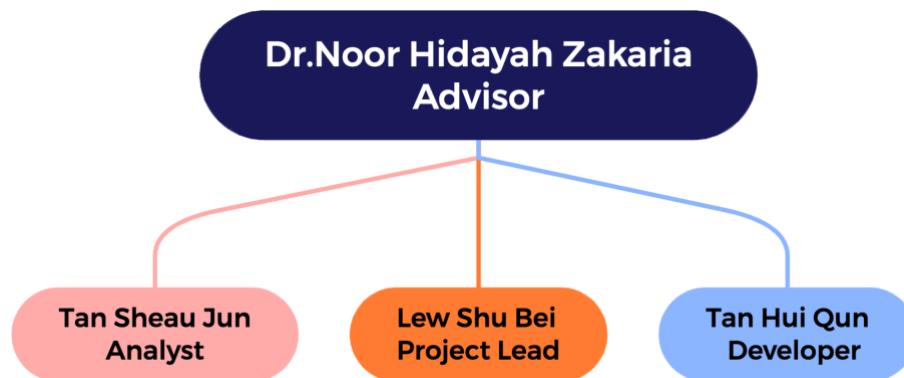 Dr.Noor Hidayah Zakaria
Advisor
Tan Sheau Jun
Analyst
Lew Shu Bei
Project Lead
Tan Hui Qun
Developer